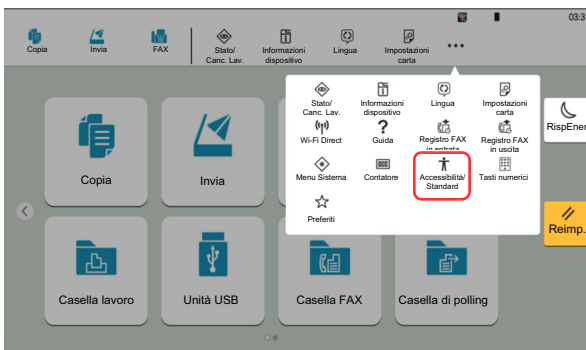 03:3
Copia
Invia
FAX
Stato/
Canc. Lav.
Informazioni
dispositivo
Lingua
Impostazioni
carta
Stato/
Canc. Lav.
Informazioni
dispositivo
Lingua
Impostazioni
carta
Wi-Fi Direct
Guida
Registro FAX
in entrata
Registro FAX
in uscita
Menu Sistema
Contatore
Accessibilità/
Standard
Tasti numerici
Preferiti
RispEner
Reimp.
Copia
Invia
Casella lavoro
Unità USB
Casella FAX
Casella di polling